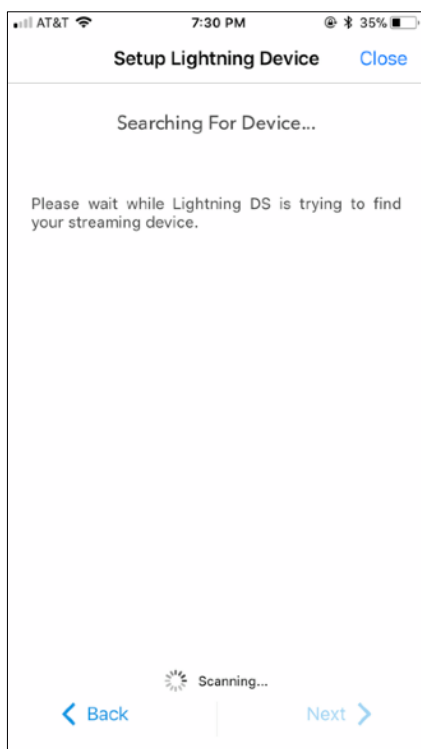 AT&T 7:30 PM 35%
Setup Lightning Device Close
Searching For Device...
Please wait while Lightning DS is trying to find
your streaming device.
Scanning...
Back Next